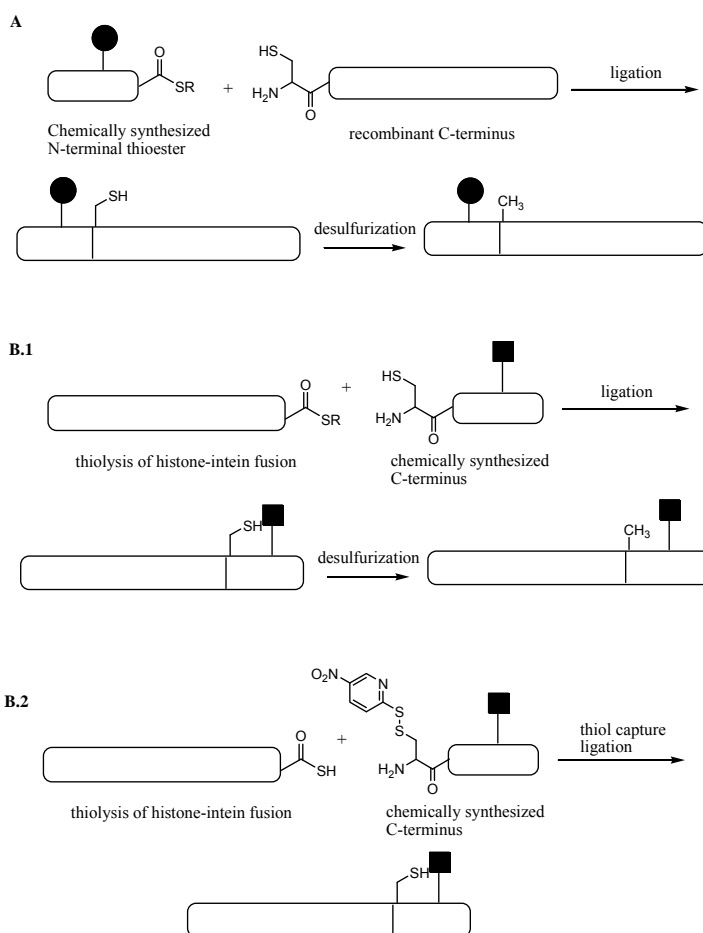 A
HS
O
SR
+
H2N
O
ligation
Chemically synthesized
N-terminal thioester
recombinant C-terminus
SH
CH3
desulfurization
B.1
HS
O
SR
+
H2N
O
ligation
thiolysis of histone-intein fusion
chemically synthesized
C-terminus
SH
CH3
desulfurization
B.2
O2N
N
S
S
O
SH
+
H2N
O
thiol capture
ligation
thiolysis of histone-intein fusion
chemically synthesized
C-terminus
SH